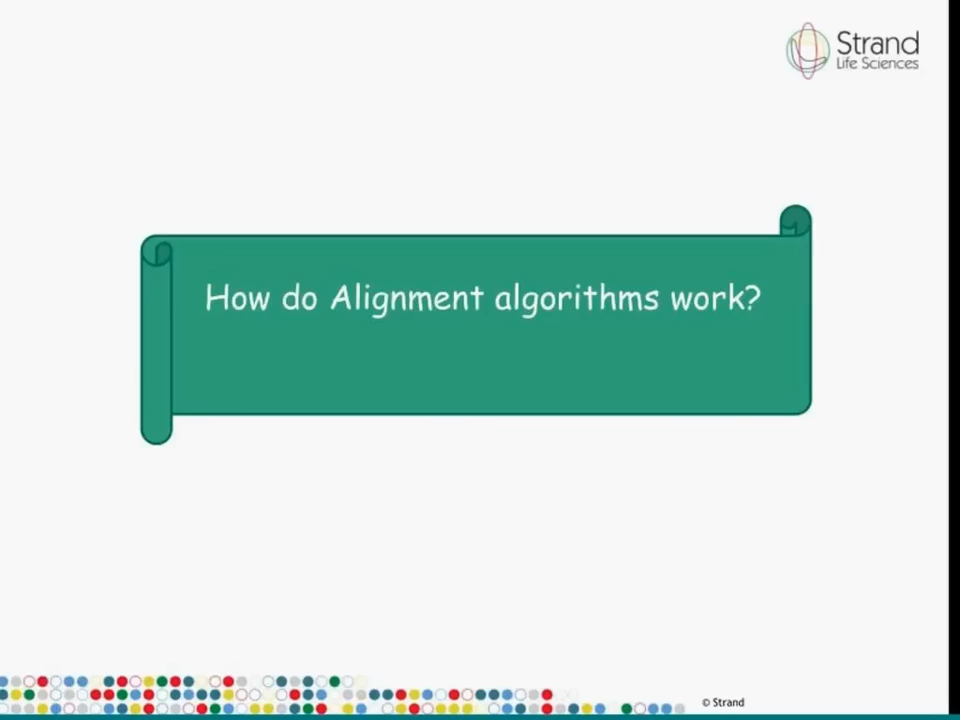 Strand
Life Sciences
How do Alignment algorithms work?
© Strand